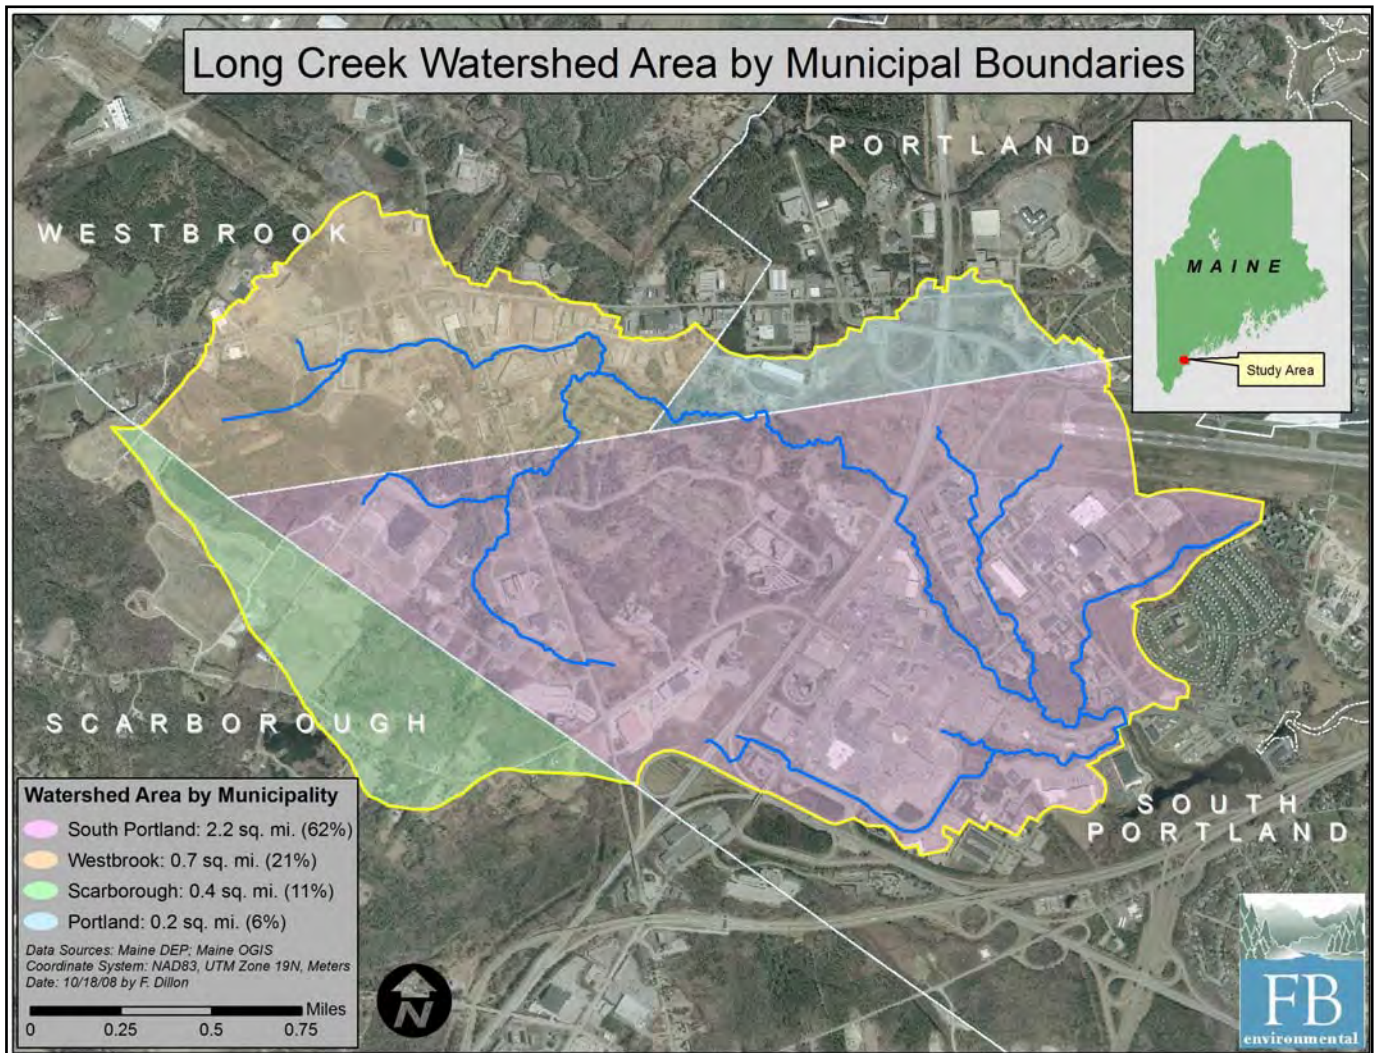 Long Creek Watershed Area by Municipal Boundaries
PORTLAND
WESTBROOK
MAINE
Study Area
SCARBOROUGH
SOUTH
PORTLAND
Watershed Area by Municipality
South Portland: 2.2 sq. mi. (62%)
Westbrook: 0.7 sq. mi. (21%)
Scarborough: 0.4 sq. mi. (11%)
Portland: 0.2 sq. mi. (6%)
Data Sources: Maine DEP; Maine OGIS
Coordinate System: NAD83, UTM Zone 19N, Meters
Date: 10/18/08 by F. Dillon
Miles
0 0.25 0.5 0.75
N
FB
environmental